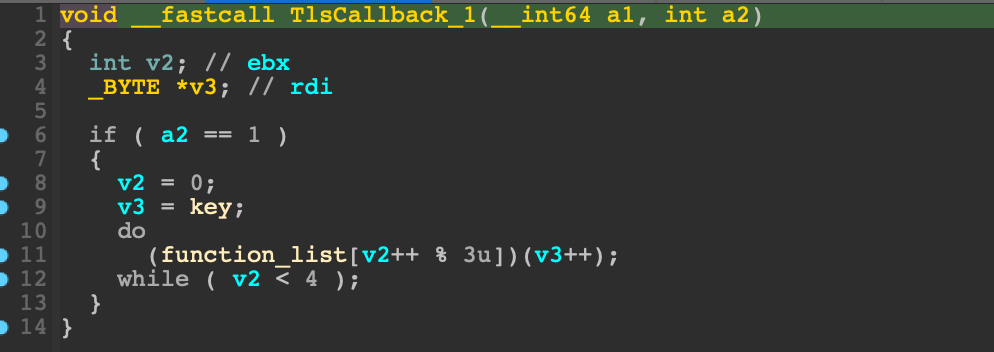 1 void __fastcall TlsCallback_1(__int64 a1, int a2)
2 {
3 int v2; // ebx
4 _BYTE *v3; // rdi
5
6 if ( a2 == 1 )
7 {
8 v2 = 0;
9 v3 = key;
10 do
11 (function_list[v2++ % 3u])(v3++);
12 while ( v2 < 4 );
13 }
14 }